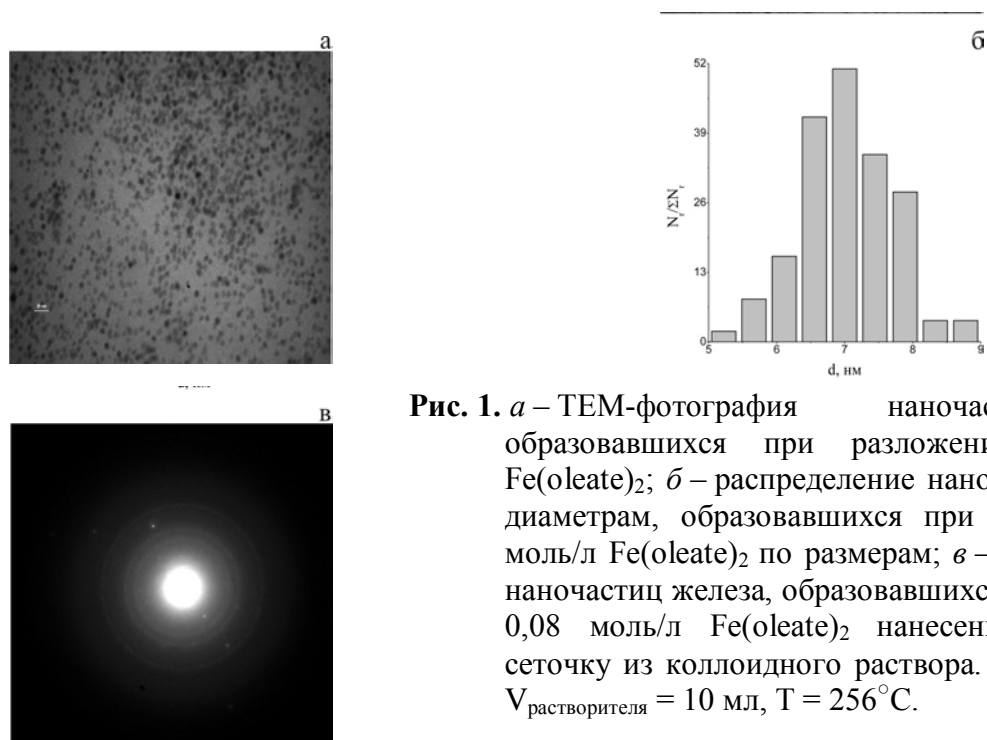 а
б
52
39
26
13
0
N_r/ΣN_r
5
6
7
8
9
d, нм
в
Рис. 1. а – ТЕМ-фотография наночас
образовавшихся при разложени
Fe(oleate)₂; б – распределение нано
диаметрам, образовавшихся при
моль/л Fe(oleate)₂ по размерам; в –
наночастиц железа, образовавшихс
0,08 моль/л Fe(oleate)₂ нанесен
сеточку из коллоидного раствора.
Vрастворителя = 10 мл, T = 256°C.